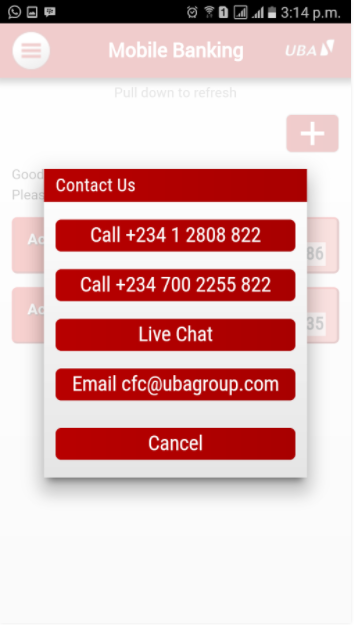 3:14 p.m.
Mobile Banking
UBA
Pull down to refresh
+
Good
Pleas
Contact Us
Ac
86
Ac
35
Call +234 1 2808 822
Call +234 700 2255 822
Live Chat
Email cfc@ubagroup.com
Cancel